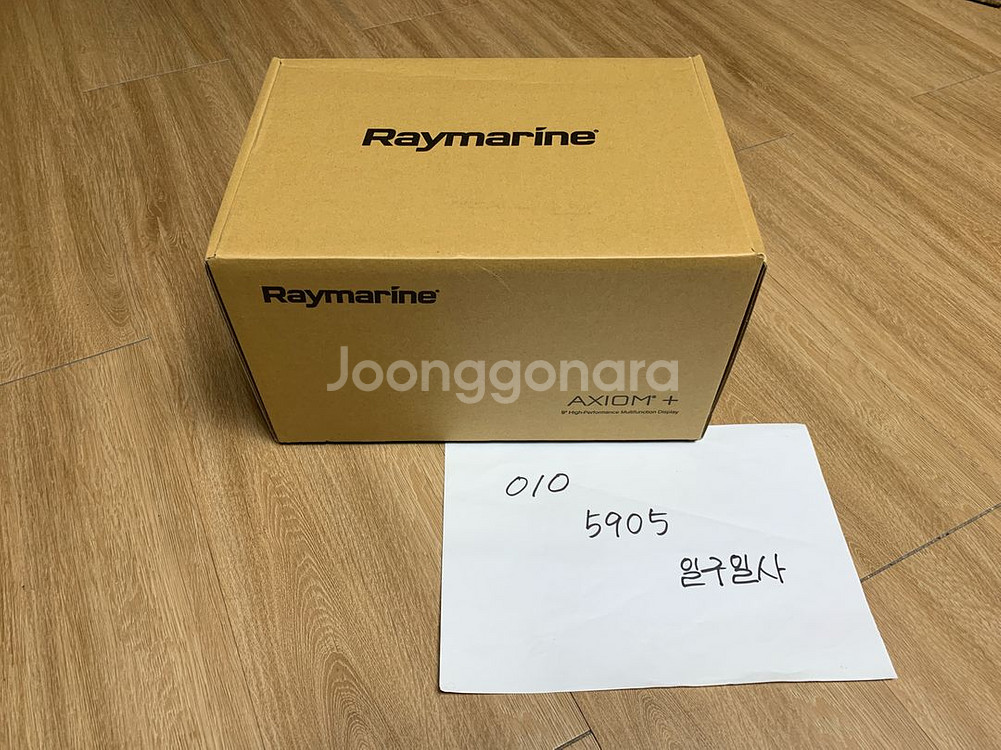 Raymarine®
Raymarine®
Joonggonara
AXIOM® +
9" High-Performance Multifunction Display
010
5905
일구일사